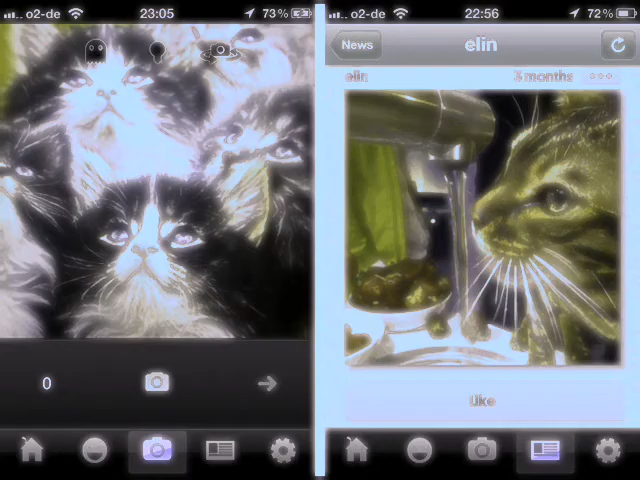 o2-de 23:05 73%
0
o2-de 22:56 72%
News elin
elin 3 months
like